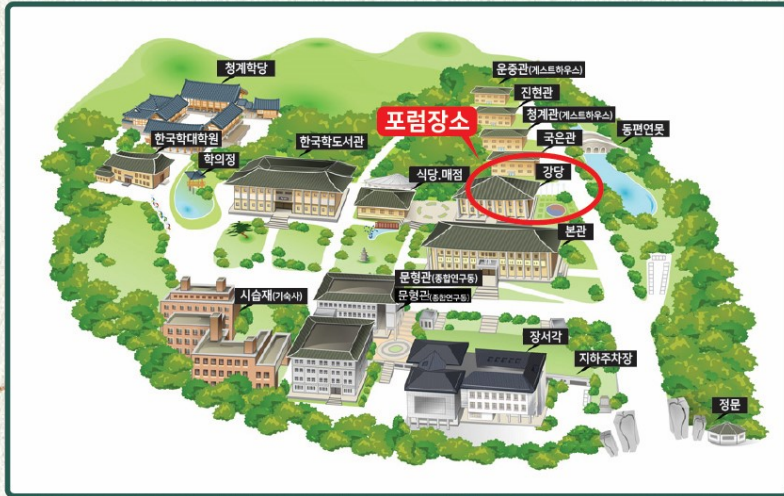 청계학당
운중관(게스트하우스)
진현관
포럼장소
청계관(게스트하우스)
한국학대학원
한국학도서관
국은관
동편연못
학의정
식당.매점
강당
본관
시습재(기숙사)
문형관(종합연구동)
문형관(종합연구동)
장서각
지하주차장
정문